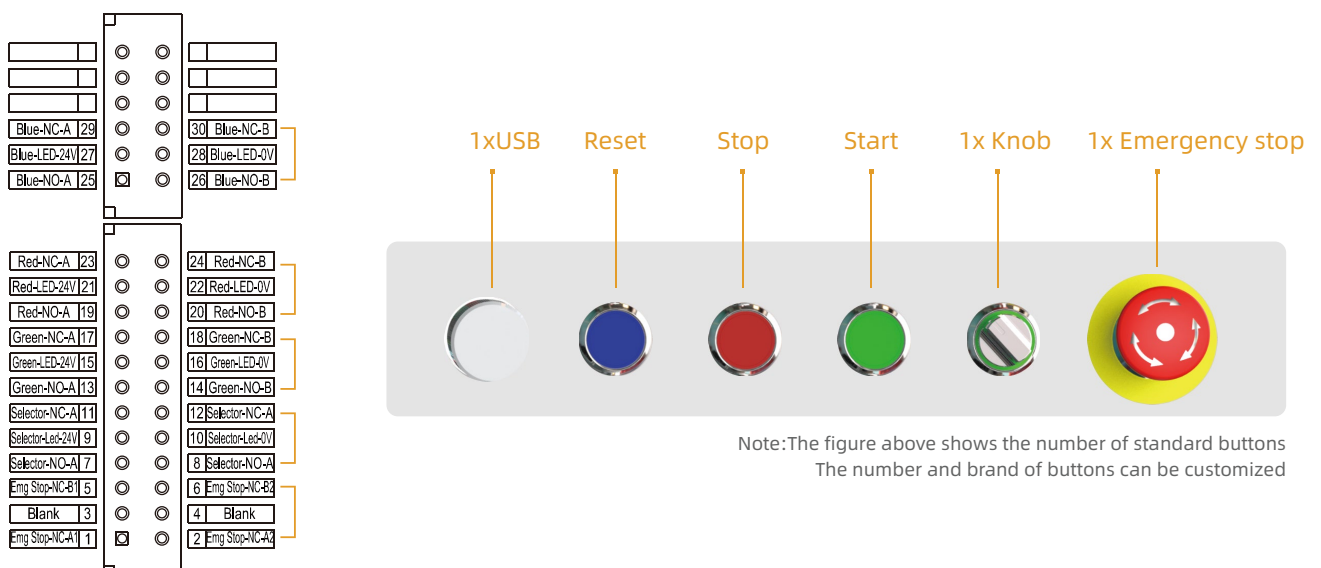 Blue-NC-A 29
30 Blue-NC-B
Blue-LED-24V 27
28 Blue-LED-0V
Blue-NO-A 25
26 Blue-NO-B
Red-NC-A 23
24 Red-NC-B
Red-LED-24V 21
22 Red-LED-0V
Red-NO-A 19
20 Red-NO-B
Green-NC-A 17
18 Green-NC-B
Green-LED-24V 15
16 Green-LED-0V
Green-NO-A 13
14 Green-NO-B
Selector-NC-A 11
12 Selector-NC-A
Selector-Led-24V 9
10 Selector-Led-0V
Selector-NO-A 7
8 Selector-NO-A
Emg Stop-NC-B1 5
6 Emg Stop-NC-B2
Blank 3
4 Blank
Emg Stop-NC-A1 1
2 Emg Stop-NC-A2
1xUSB
Reset
Stop
Start
1x Knob
1x Emergency stop
Note:The figure above shows the number of standard buttons
The number and brand of buttons can be customized